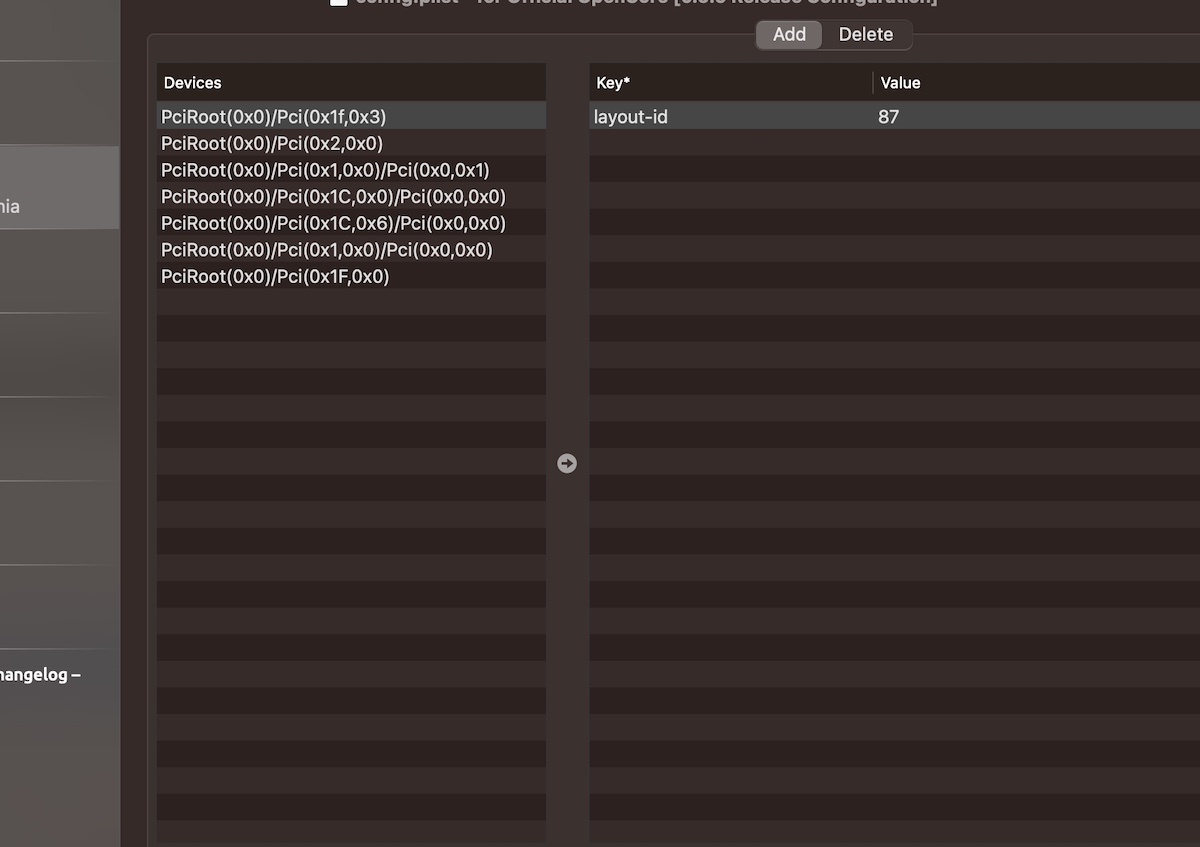 Add Delete
Devices
Key* Value
PciRoot(0x0)/Pci(0x1f,0x3)
layout-id 87
PciRoot(0x0)/Pci(0x2,0x0)
PciRoot(0x0)/Pci(0x1,0x0)/Pci(0x0,0x1)
PciRoot(0x0)/Pci(0x1C,0x0)/Pci(0x0,0x0)
PciRoot(0x0)/Pci(0x1C,0x6)/Pci(0x0,0x0)
nia
PciRoot(0x0)/Pci(0x1,0x0)/Pci(0x0,0x0)
PciRoot(0x0)/Pci(0x1F,0x0)
hangelog –